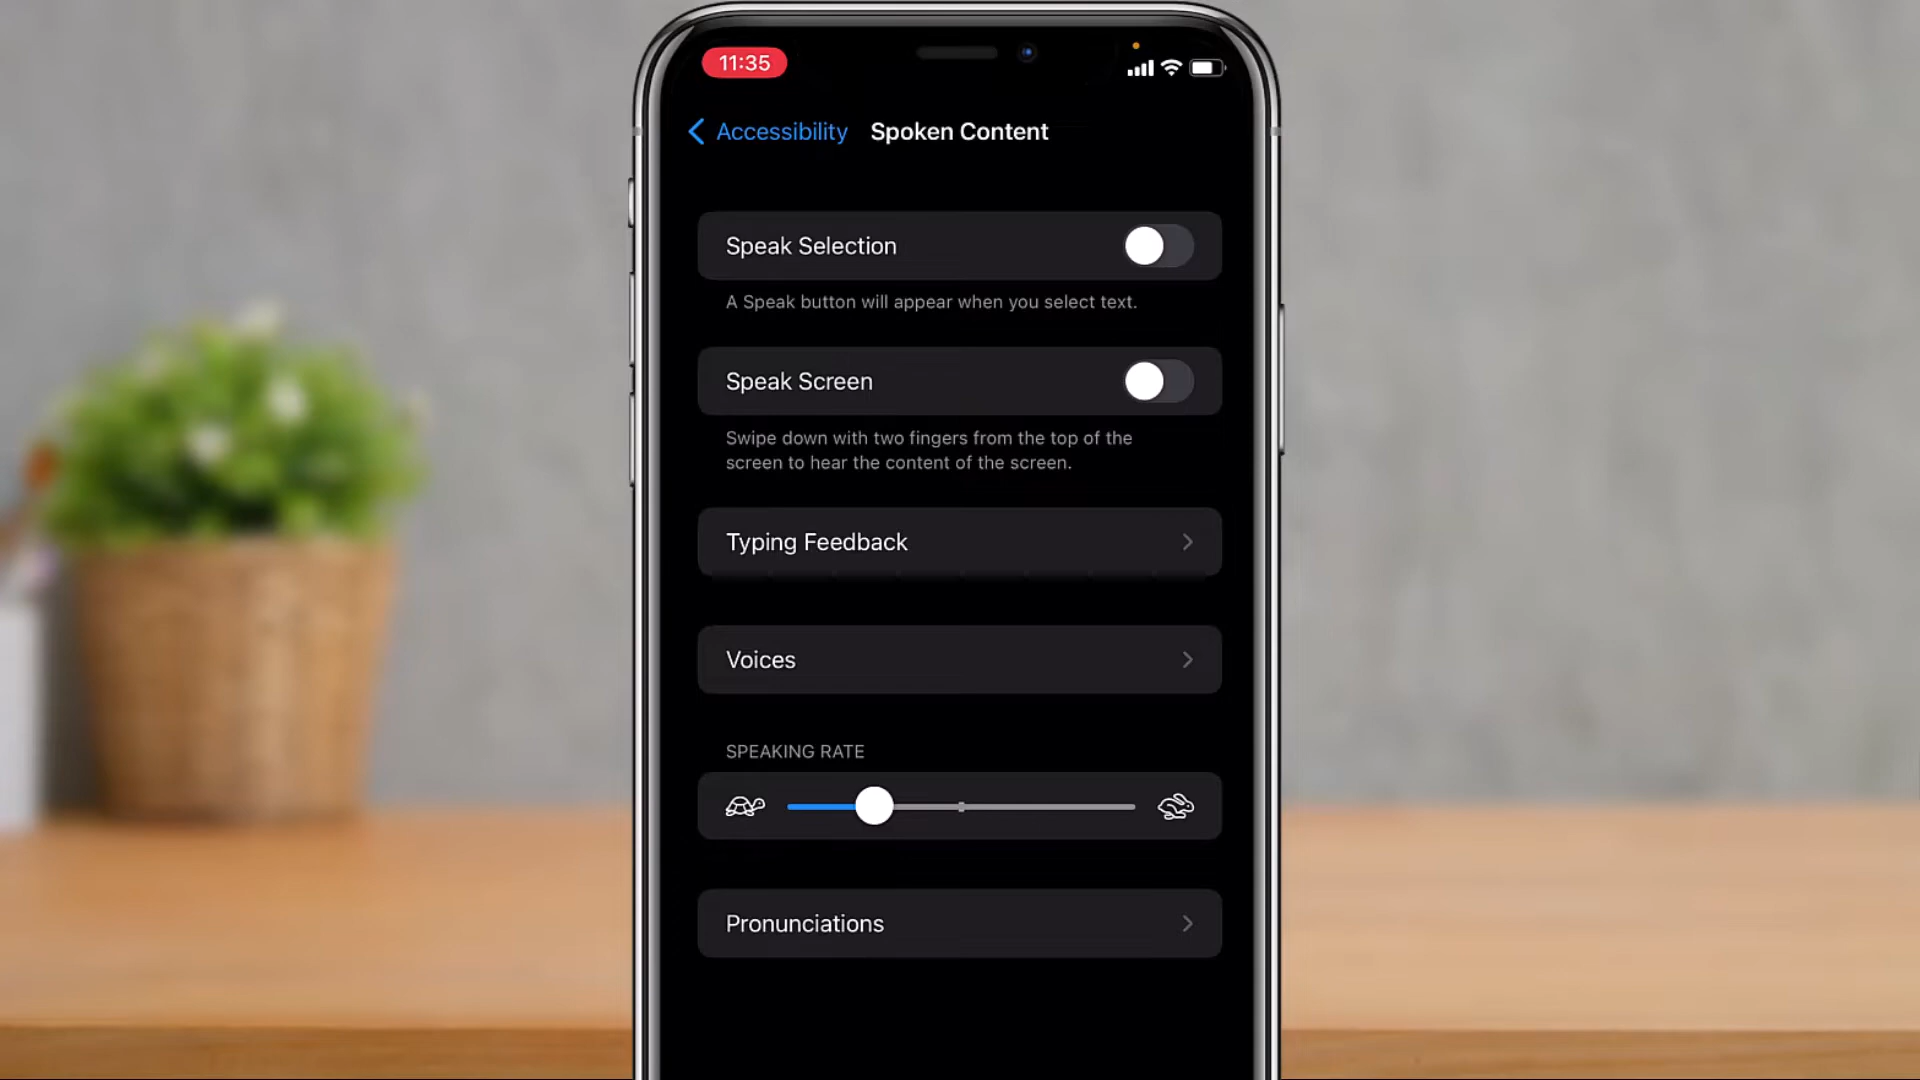 11:35
Accessibility Spoken Content
Speak Selection
A Speak button will appear when you select text.
Speak Screen
Swipe down with two fingers from the top of the
screen to hear the content of the screen.
Typing Feedback
Voices
SPEAKING RATE
Pronunciations